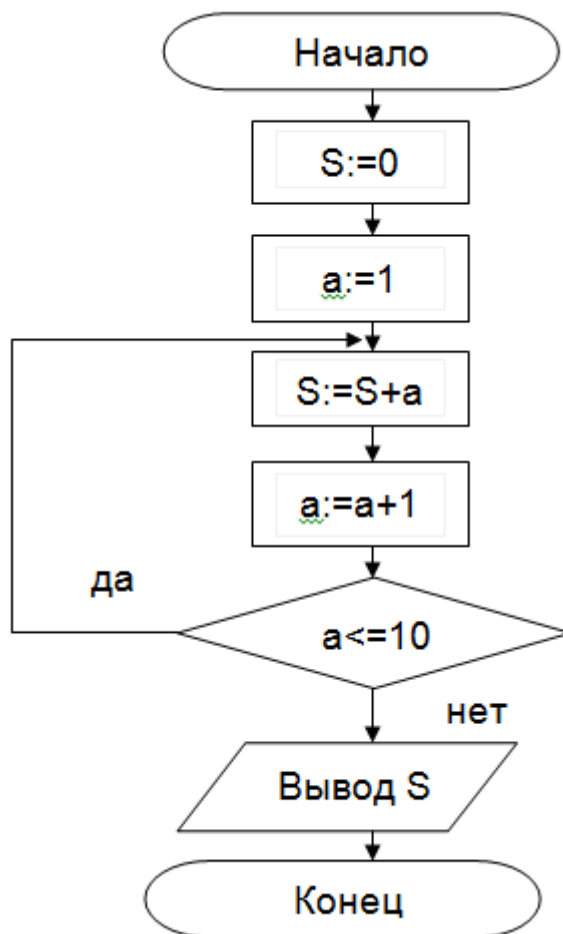 Начало
S:=0
a:=1
S:=S+a
a:=a+1
да
a<=10
нет
Вывод S
Конец